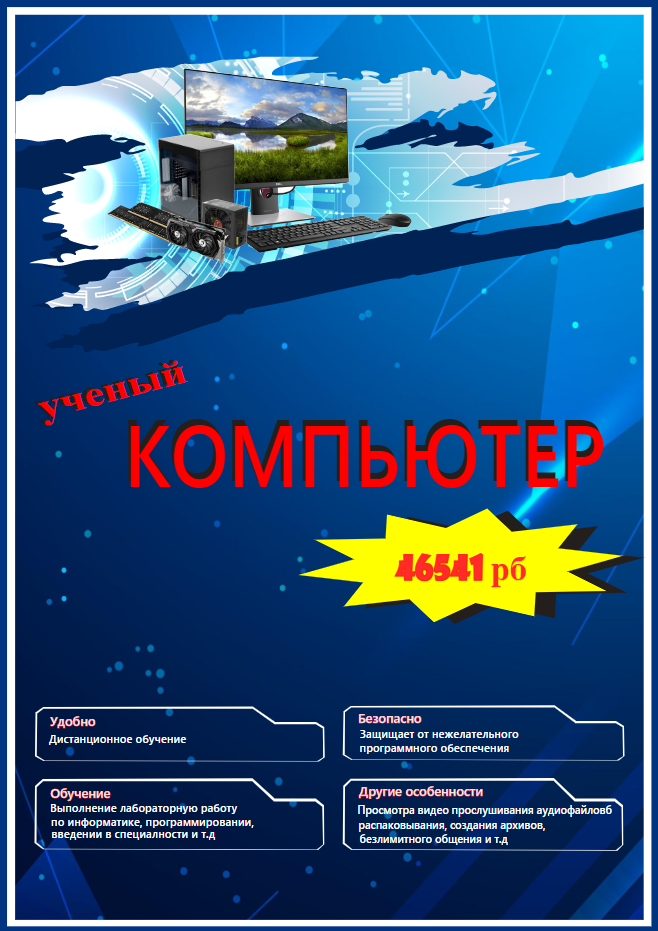 ученый
КОМПЬЮТЕР
46541 рб
Удобно
Дистанционное обучение
Безопасно
Защищает от нежелательного
программного обеспечения
Обучение
Выполнение лабораторную работу
по информатике, программировании,
введении в специалности и т.д
Другие особенности
Просмотра видео прослушивания аудиофайловб
распаковывания, создания архивов,
безлимитного общения и т.д